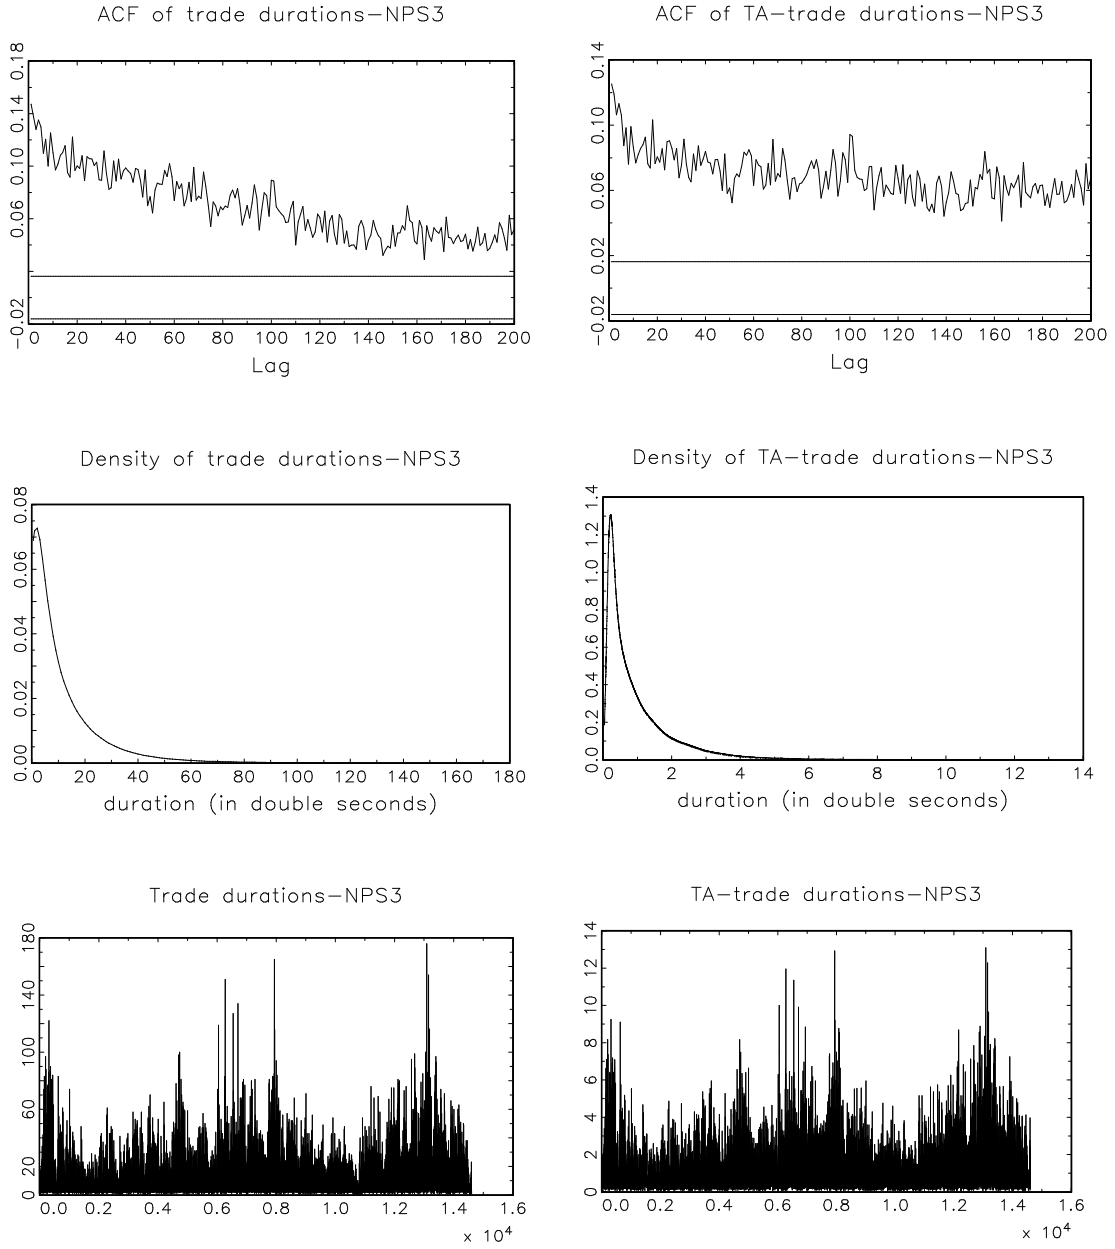 ACF of trade durations−NPS3
0.18
0.14
0.10
0.06
−0.02
0 20 40 60 80 100 120 140 160 180 200
Lag
ACF of TA−trade durations−NPS3
0.14
0.10
0.06
0.02
−0.02
0 20 40 60 80 100 120 140 160 180 200
Lag
Density of trade durations−NPS3
0.08
0.06
0.04
0.02
0.00
0 20 40 60 80 100 120 140 160 180
duration (in double seconds)
Density of TA−trade durations−NPS3
1.4
1.2
1.0
0.8
0.6
0.4
0.2
0.0
0 2 4 6 8 10 12 14
duration (in double seconds)
Trade durations−NPS3
180
140
100
60
20
0
0.0 0.2 0.4 0.6 0.8 1.0 1.2 1.4 1.6
x 10⁴
TA−trade durations−NPS3
14
12
10
8
6
4
2
0
0.0 0.2 0.4 0.6 0.8 1.0 1.2 1.4 1.6
x 10⁴